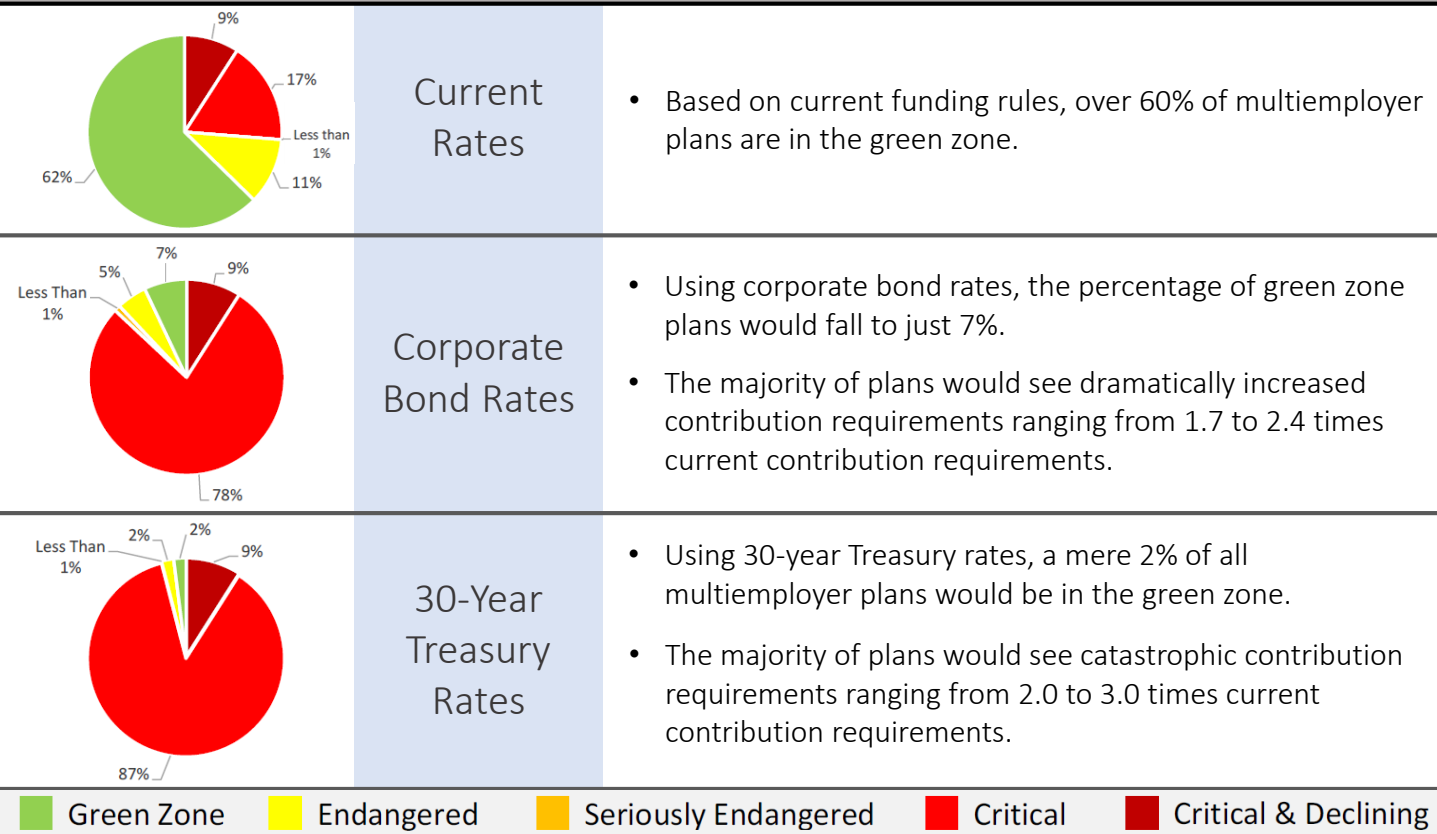 9%
17%
Less than
1%
11%
62%
Current
Rates
• Based on current funding rules, over 60% of multiemployer
plans are in the green zone.
7%
5%
9%
Less Than
1%
78%
Corporate
Bond Rates
• Using corporate bond rates, the percentage of green zone
plans would fall to just 7%.
• The majority of plans would see dramatically increased
contribution requirements ranging from 1.7 to 2.4 times
current contribution requirements.
2%
2%
Less Than
1%
9%
87%
30-Year
Treasury
Rates
• Using 30-year Treasury rates, a mere 2% of all
multiemployer plans would be in the green zone.
• The majority of plans would see catastrophic contribution
requirements ranging from 2.0 to 3.0 times current
contribution requirements.
Green Zone Endangered Seriously Endangered Critical Critical & Declining